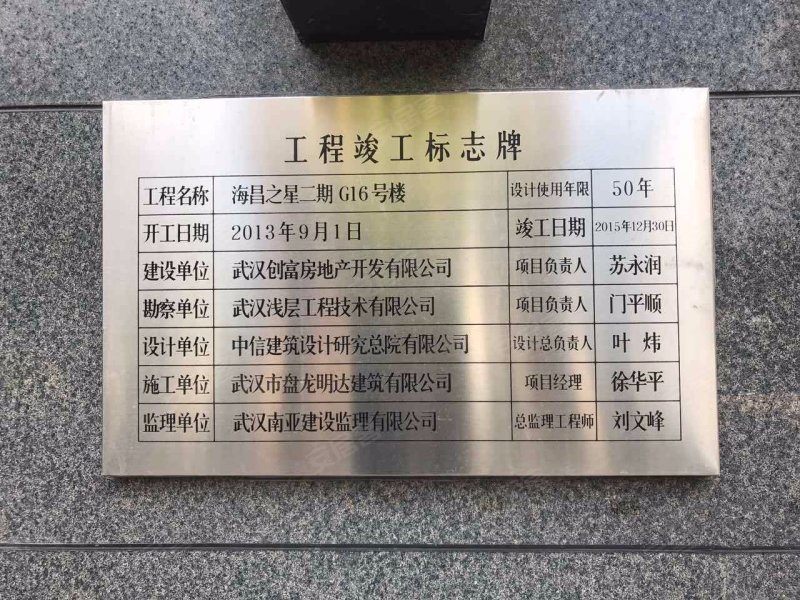 工程竣工标志牌
工程名称 海昌之星二期G16号楼 设计使用年限 50年
开工日期 2013年9月1日 竣工日期 2015年12月30日
建设单位 武汉创富房地产开发有限公司 项目负责人 苏永润
勘察单位 武汉浅层工程技术有限公司 项目负责人 门平顺
设计单位 中信建筑设计研究总院有限公司 设计总负责人 叶炜
施工单位 武汉市盘龙明达建筑有限公司 项目经理 徐华平
监理单位 武汉南亚建设监理有限公司 总监理工程师 刘文峰